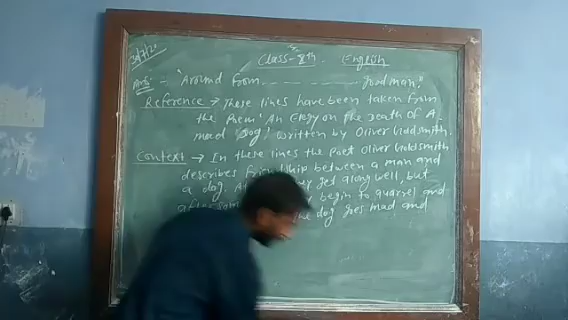 Class-8th. English
Ans:- "Around from ............ good man."
Reference → These lines have been taken from
the Poem 'An Elegy on The Death of A
mad Dog', written by Oliver Goldsmith.
Context → In these lines the Poet Oliver Goldsmith
describes Friendship between a man and
a dog. get along well, but
after begin to quarrel and
the dog goes mad and